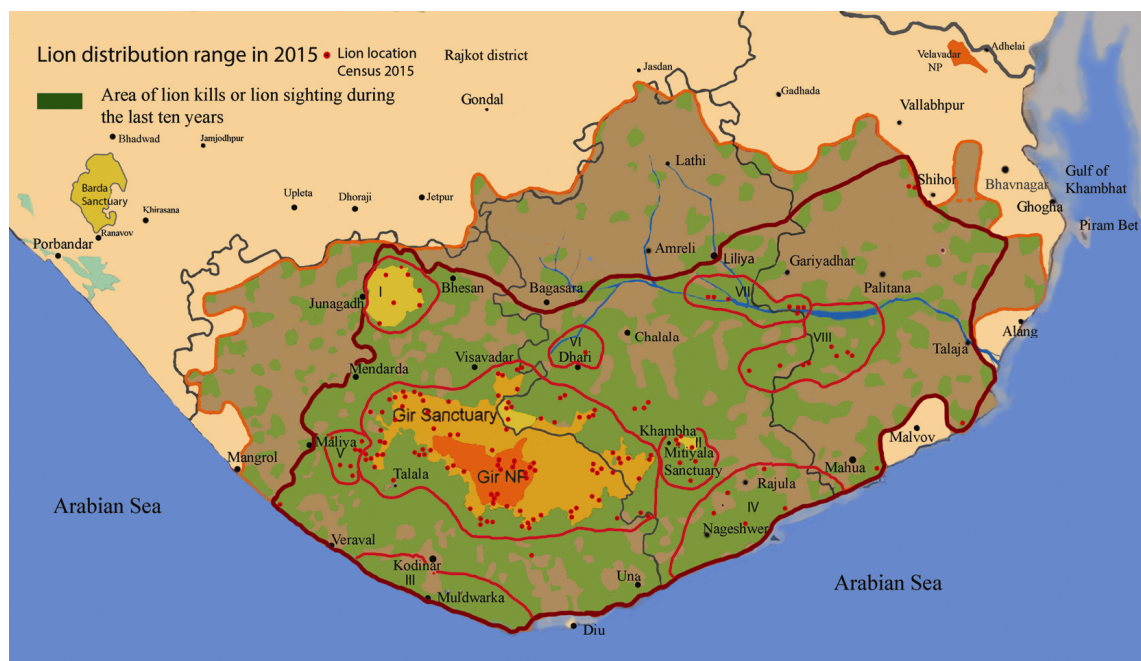 Lion distribution range in 2015
Lion location
Census 2015
Area of lion kills or lion sighting during
the last ten years
Rajkot district
Jasdan
Gondal
Gadhada
Velavadar
NP
Adhelai
Vallabhpur
Bhadwad
Jamjodhpur
Barda
Sanctuary
Khirasana
Ranavov
Porbandar
Upleta
Dhoraji
Jetpur
Lathi
Shihor
Bhavnagar
Gulf of
Khambhat
Ghogha
Piram Bet
Amreli
Liliya
Gariyadhar
Palitana
I
Junagadh
Bhesan
Bagasara
VII
VIII
Alang
Talaja
Chalala
VI
Dhari
Visavadar
Mendarda
Gir Sanctuary
Khambha
II
Mitiyala
Sanctuary
Malvov
Mahua
Maliya
V
Mangrol
Talala
Gir NP
Rajula
IV
Nageshwer
Arabian Sea
Veraval
Kodinar
III
Muldwarka
Una
Diu
Arabian Sea